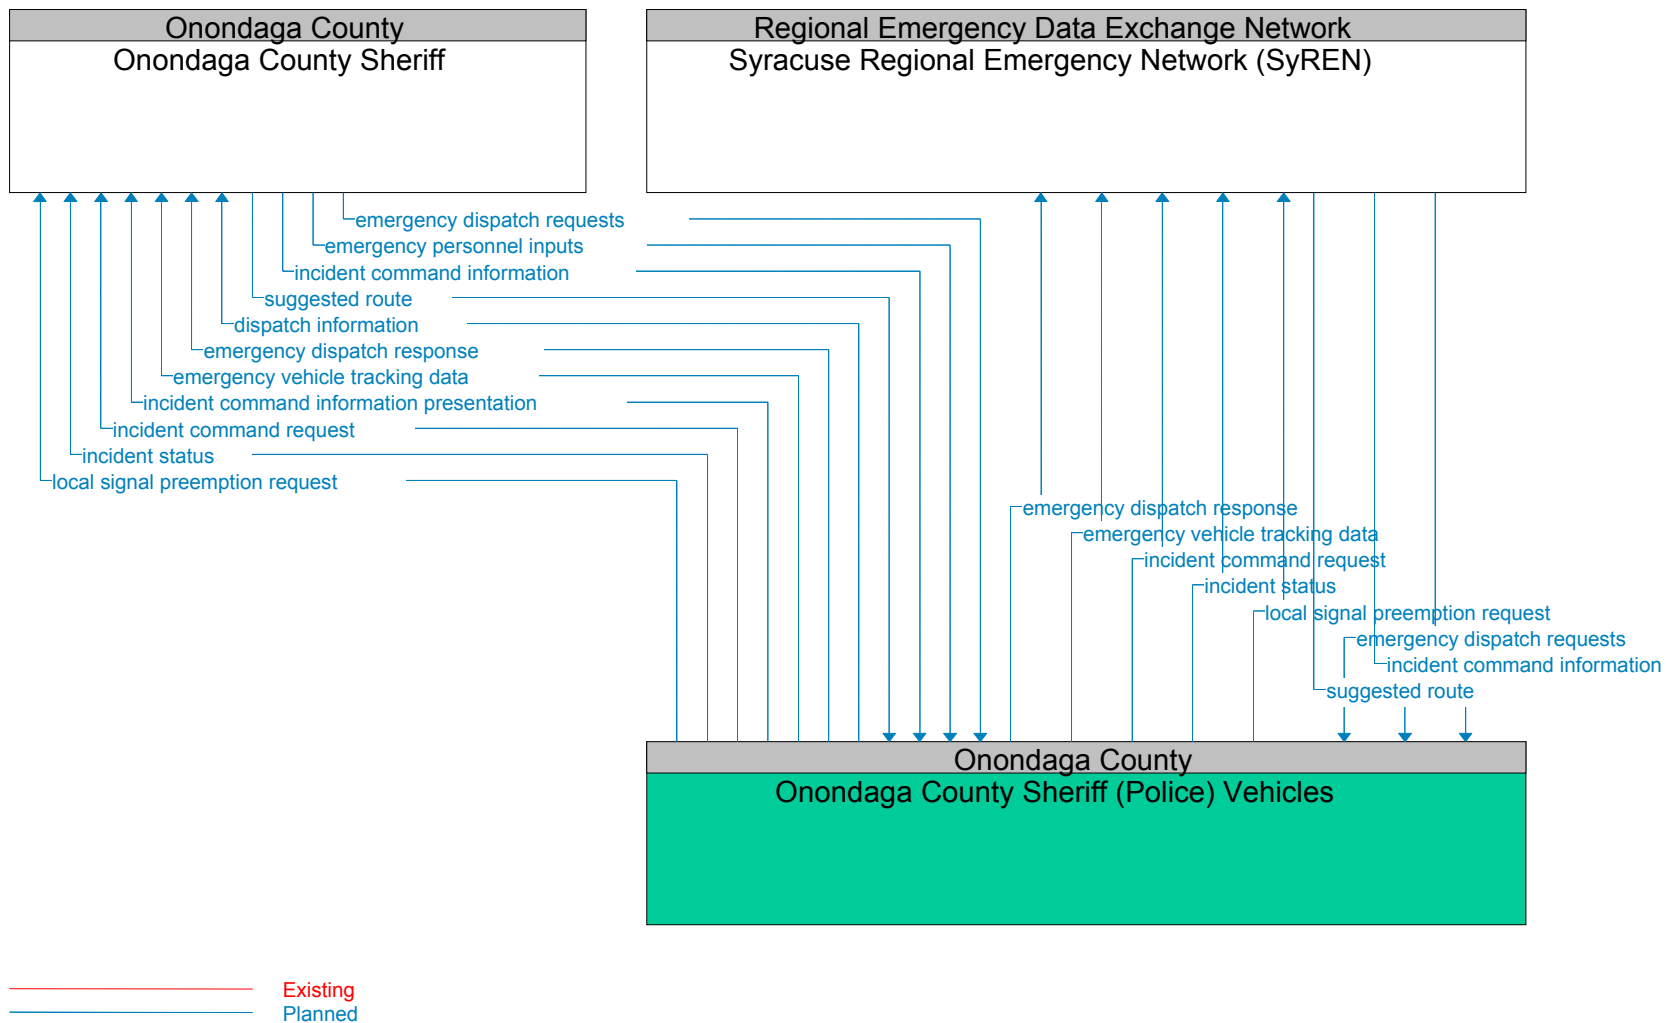 Onondaga County
Onondaga County Sheriff
Regional Emergency Data Exchange Network
Syracuse Regional Emergency Network (SyREN)
emergency dispatch requests
emergency personnel inputs
incident command information
suggested route
dispatch information
emergency dispatch response
emergency vehicle tracking data
incident command information presentation
incident command request
incident status
local signal preemption request
emergency dispatch response
emergency vehicle tracking data
incident command request
incident status
local signal preemption request
emergency dispatch requests
incident command information
suggested route
Onondaga County
Onondaga County Sheriff (Police) Vehicles
Existing
Planned